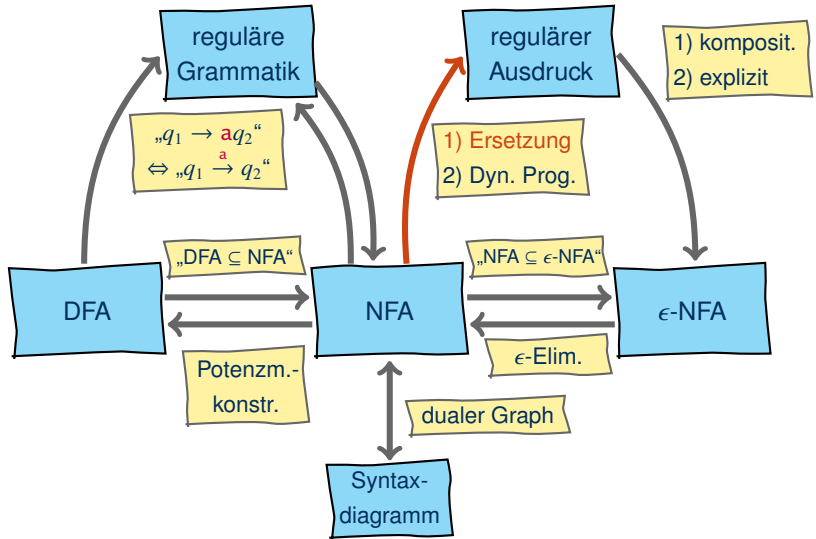 reguläre
Grammatik
regulärer
Ausdruck
1) komposit.
2) explizit
„q₁ → aq₂“
⇔ „q₁ →ᵃ q₂“
1) Ersetzung
2) Dyn. Prog.
„DFA ⊆ NFA“
„NFA ⊆ ϵ-NFA“
DFA
NFA
ϵ-NFA
Potenzm.-
konstr.
ϵ-Elim.
dualer Graph
Syntax-
diagramm